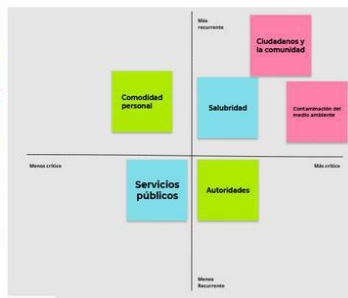 Más
recurrente
Ciudadanos y
la comunidad
Comodidad
personal
Salubridad
Contaminación del
medio ambiente
Menos crítico
Más crítico
Servicios
públicos
Autoridades
Menos
Recurrente